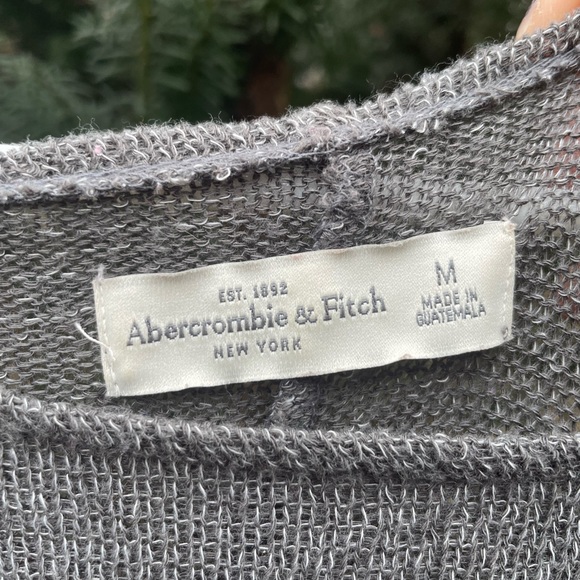 EST. 1892
Abercrombie & Fitch
NEW YORK
M
MADE IN
GUATEMALA